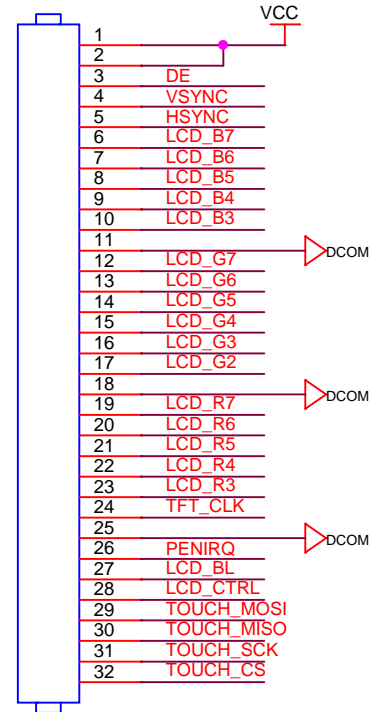 VCC
1
2
3 DE
4 VSYNC
5 HSYNC
6 LCD_B7
7 LCD_B6
8 LCD_B5
9 LCD_B4
10 LCD_B3
11 DCOM
12 LCD_G7
13 LCD_G6
14 LCD_G5
15 LCD_G4
16 LCD_G3
17 LCD_G2
18 DCOM
19 LCD_R7
20 LCD_R6
21 LCD_R5
22 LCD_R4
23 LCD_R3
24 TFT_CLK
25 DCOM
26 PENIRQ
27 LCD_BL
28 LCD_CTRL
29 TOUCH_MOSI
30 TOUCH_MISO
31 TOUCH_SCK
32 TOUCH_CS